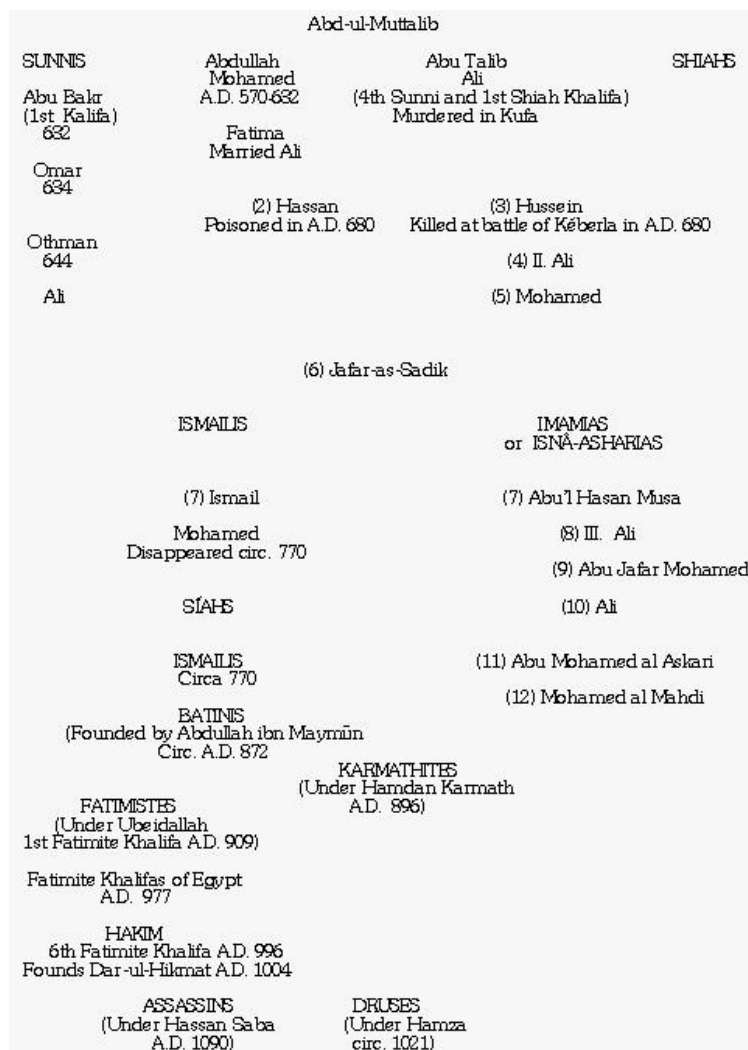 Abd-ul-Muttalib
SUNNIS Abdullah Abu Talib SHIAHS
Mohamed Ali
Abu Bakr A.D. 570-632 (4th Sunni and 1st Shiah Khalifa)
(1st Kalifa) Murdered in Kufa
632 Fatima
Married Ali
Omar
634
(2) Hassan (3) Hussein
Poisoned in A.D. 680 Killed at battle of Kéberla in A.D. 680
Othman
644 (4) II. Ali
Ali (5) Mohamed
(6) Jafar-as-Sadik
ISMAILIS IMAMIAS
or ISNÂ-ASHARIAS
(7) Ismail (7) Abu'l Hasan Musa
Mohamed (8) III. Ali
Disappeared circ. 770
(9) Abu Jafar Mohamed
SÍAHS (10) Ali
ISMAILIS (11) Abu Mohamed al Askari
Circa 770
(12) Mohamed al Mahdi
BATINIS
(Founded by Abdullah ibn Maymūn
Circ. A.D. 872
KARMATHITES
(Under Hamdan Karmath
FATIMISTES A.D. 896)
(Under Ubeidallah
1st Fatimite Khalifa A.D. 909)
Fatimite Khalifas of Egypt
A.D. 977
HAKIM
6th Fatimite Khalifa A.D. 996
Founds Dar-ul-Hikmat A.D. 1004
ASSASSINS DRUSES
(Under Hassan Saba (Under Hamza
A.D. 1090) circ. 1021)